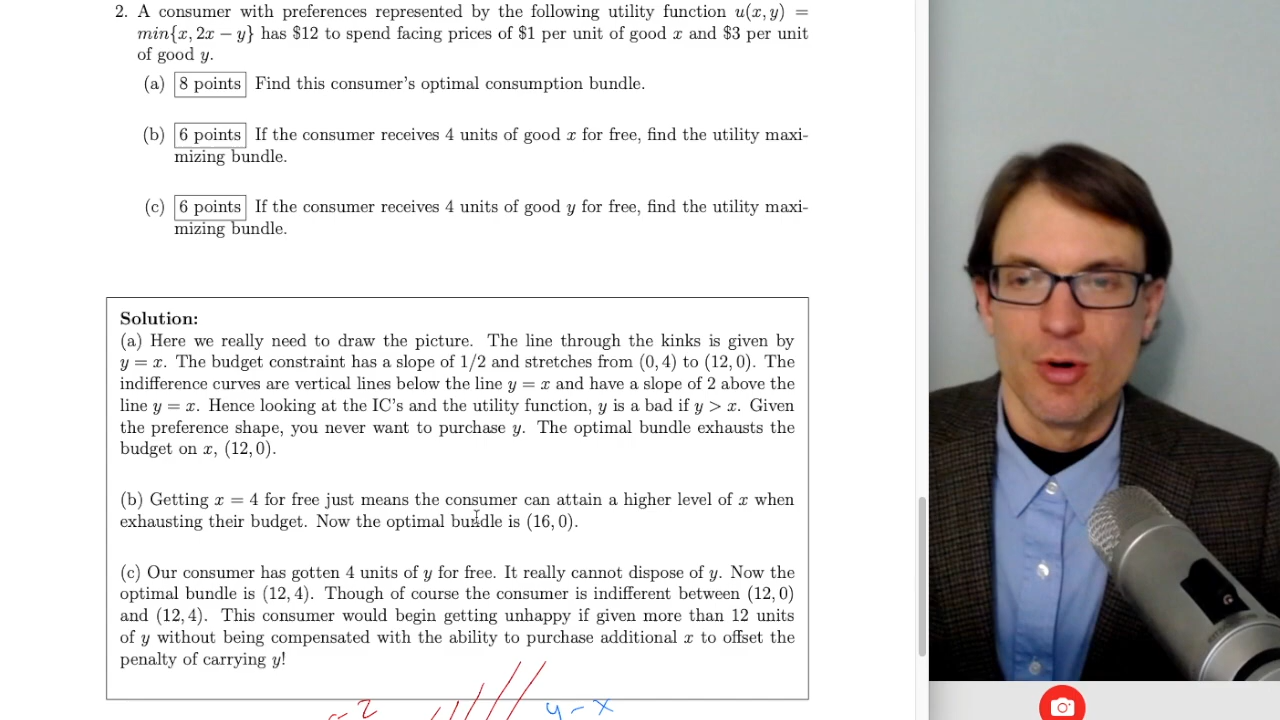 2. A consumer with preferences represented by the following utility function u(x, y) =
min{x, 2x − y} has $12 to spend facing prices of $1 per unit of good x and $3 per unit
of good y.
(a) 8 points Find this consumer's optimal consumption bundle.
(b) 6 points If the consumer receives 4 units of good x for free, find the utility maxi-
mizing bundle.
(c) 6 points If the consumer receives 4 units of good y for free, find the utility maxi-
mizing bundle.
Solution:
(a) Here we really need to draw the picture. The line through the kinks is given by
y = x. The budget constraint has a slope of 1/2 and stretches from (0, 4) to (12, 0). The
indifference curves are vertical lines below the line y = x and have a slope of 2 above the
line y = x. Hence looking at the IC's and the utility function, y is a bad if y > x. Given
the preference shape, you never want to purchase y. The optimal bundle exhausts the
budget on x, (12, 0).
(b) Getting x = 4 for free just means the consumer can attain a higher level of x when
exhausting their budget. Now the optimal bundle is (16, 0).
(c) Our consumer has gotten 4 units of y for free. It really cannot dispose of y. Now the
optimal bundle is (12, 4). Though of course the consumer is indifferent between (12, 0)
and (12, 4). This consumer would begin getting unhappy if given more than 12 units
of y without being compensated with the ability to purchase additional x to offset the
penalty of carrying y!